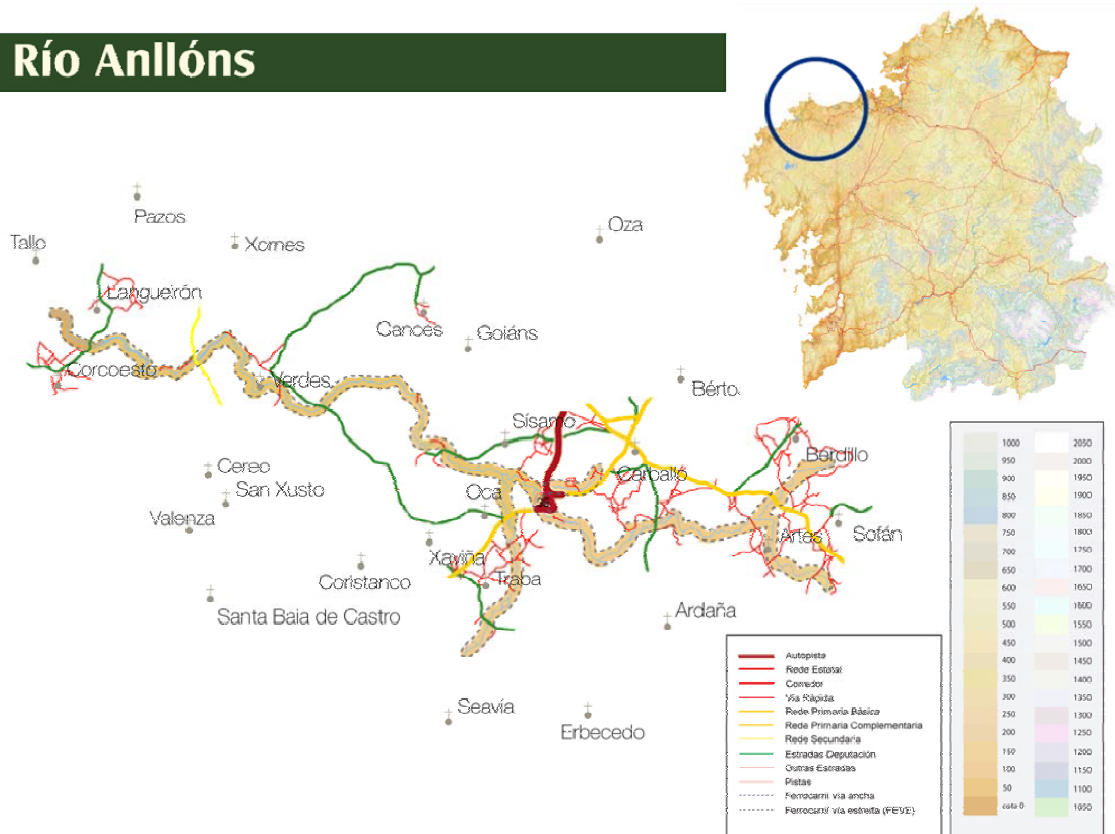 Río Anllóns
Pazos
Tallo
Xornes
Oza
Langueirón
Cances
Goiáns
Corcoesto
Verdes
Bérto
Sísamo
Cereo
Carballo
Berdillo
San Xusto
Oca
Valenza
Artes
Sofán
Xaviña
Coristanco
Traba
Santa Baia de Castro
Ardaña
Seavía
Erbecedo
Autopista
Rede Estatal
Corredor
Vía Rápida
Rede Primaria Básica
Rede Primaria Complementaria
Rede Secundaria
Estradas Deputación
Outras Estradas
Pistas
Ferrocarril vía ancha
Ferrocarril vía estreita (FEVE)
1000 2050
950 2000
900 1950
850 1900
800 1850
750 1800
700 1750
650 1700
600 1650
550 1600
500 1550
450 1500
400 1450
350 1400
300 1350
250 1300
200 1250
150 1200
100 1150
50 1100
cota 0 1050